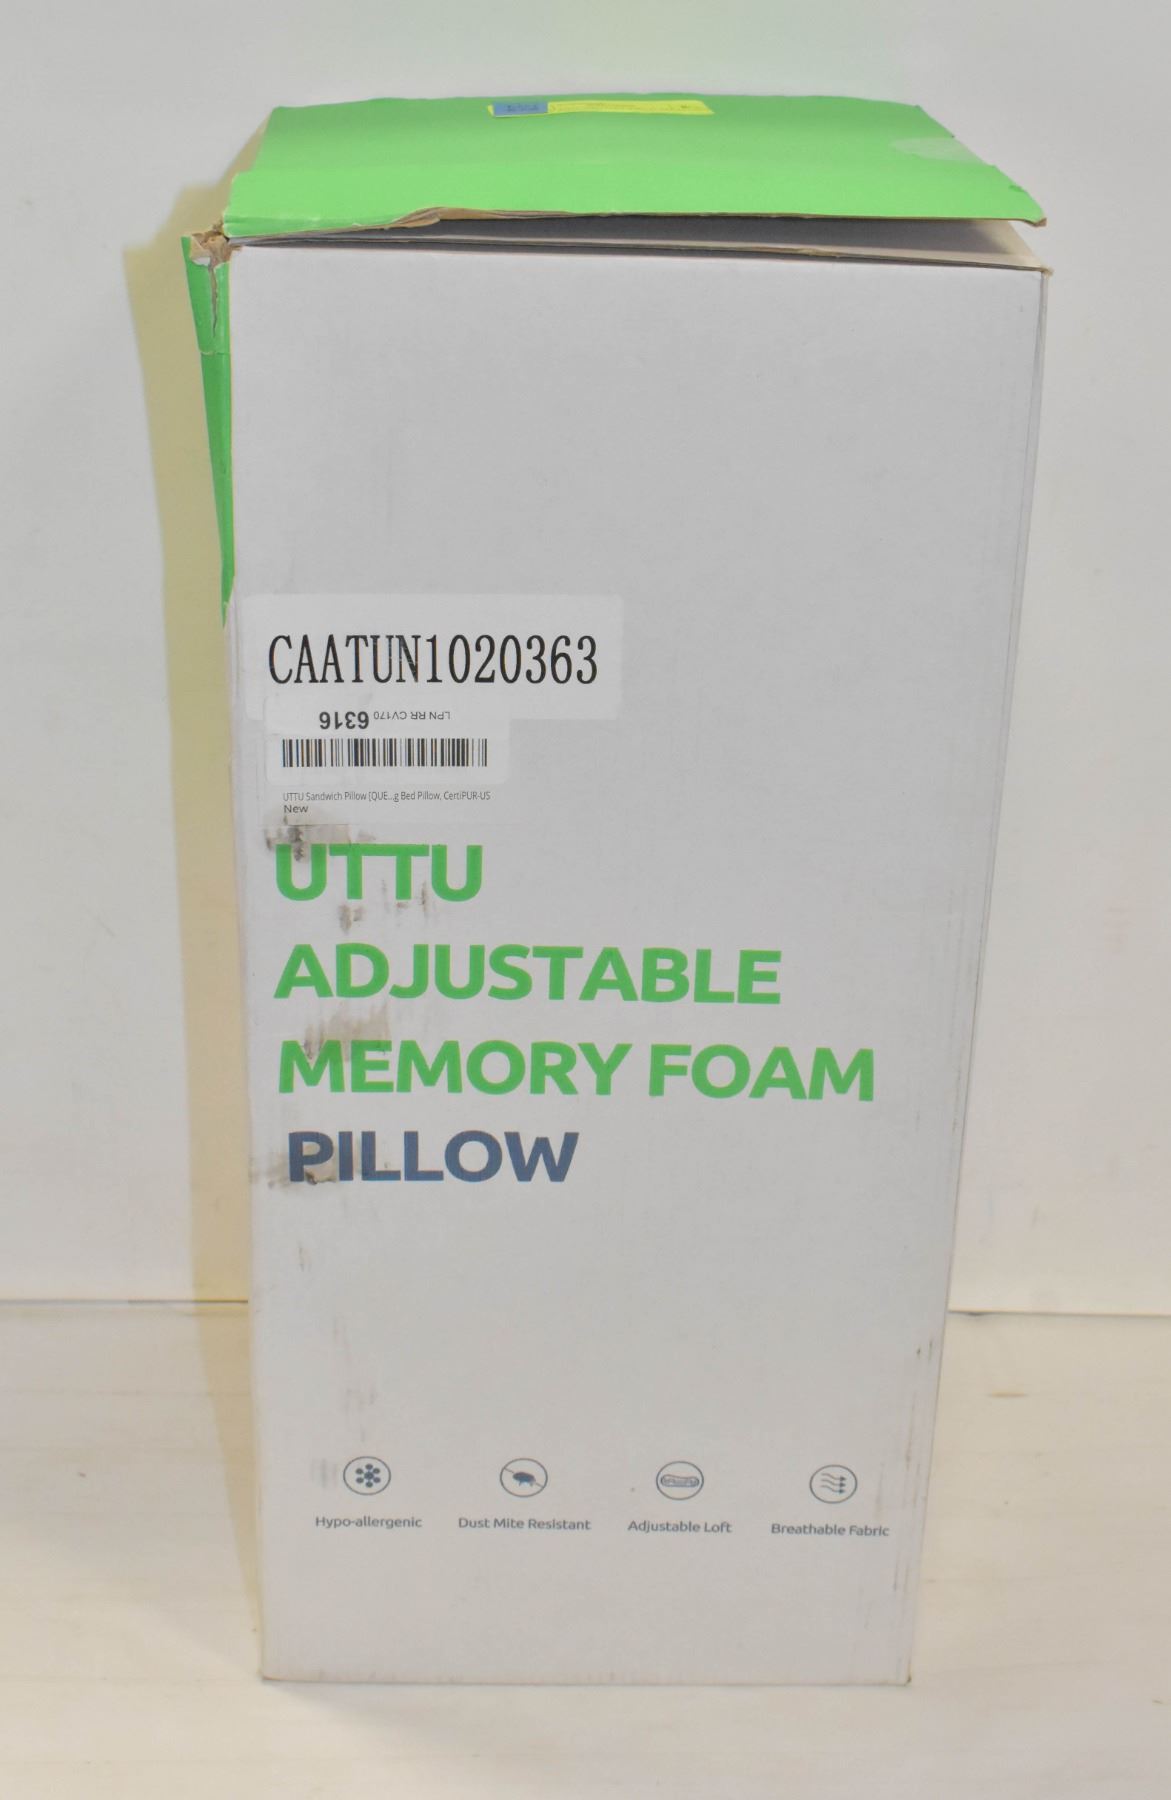 CAATUN1020363
LPN RR CV170 6316
UTTU Sandwich Pillow [QUE...g Bed Pillow, CertiPUR-US
New
UTTU
ADJUSTABLE
MEMORY FOAM
PILLOW
Hypo-allergenic Dust Mite Resistant Adjustable Loft Breathable Fabric